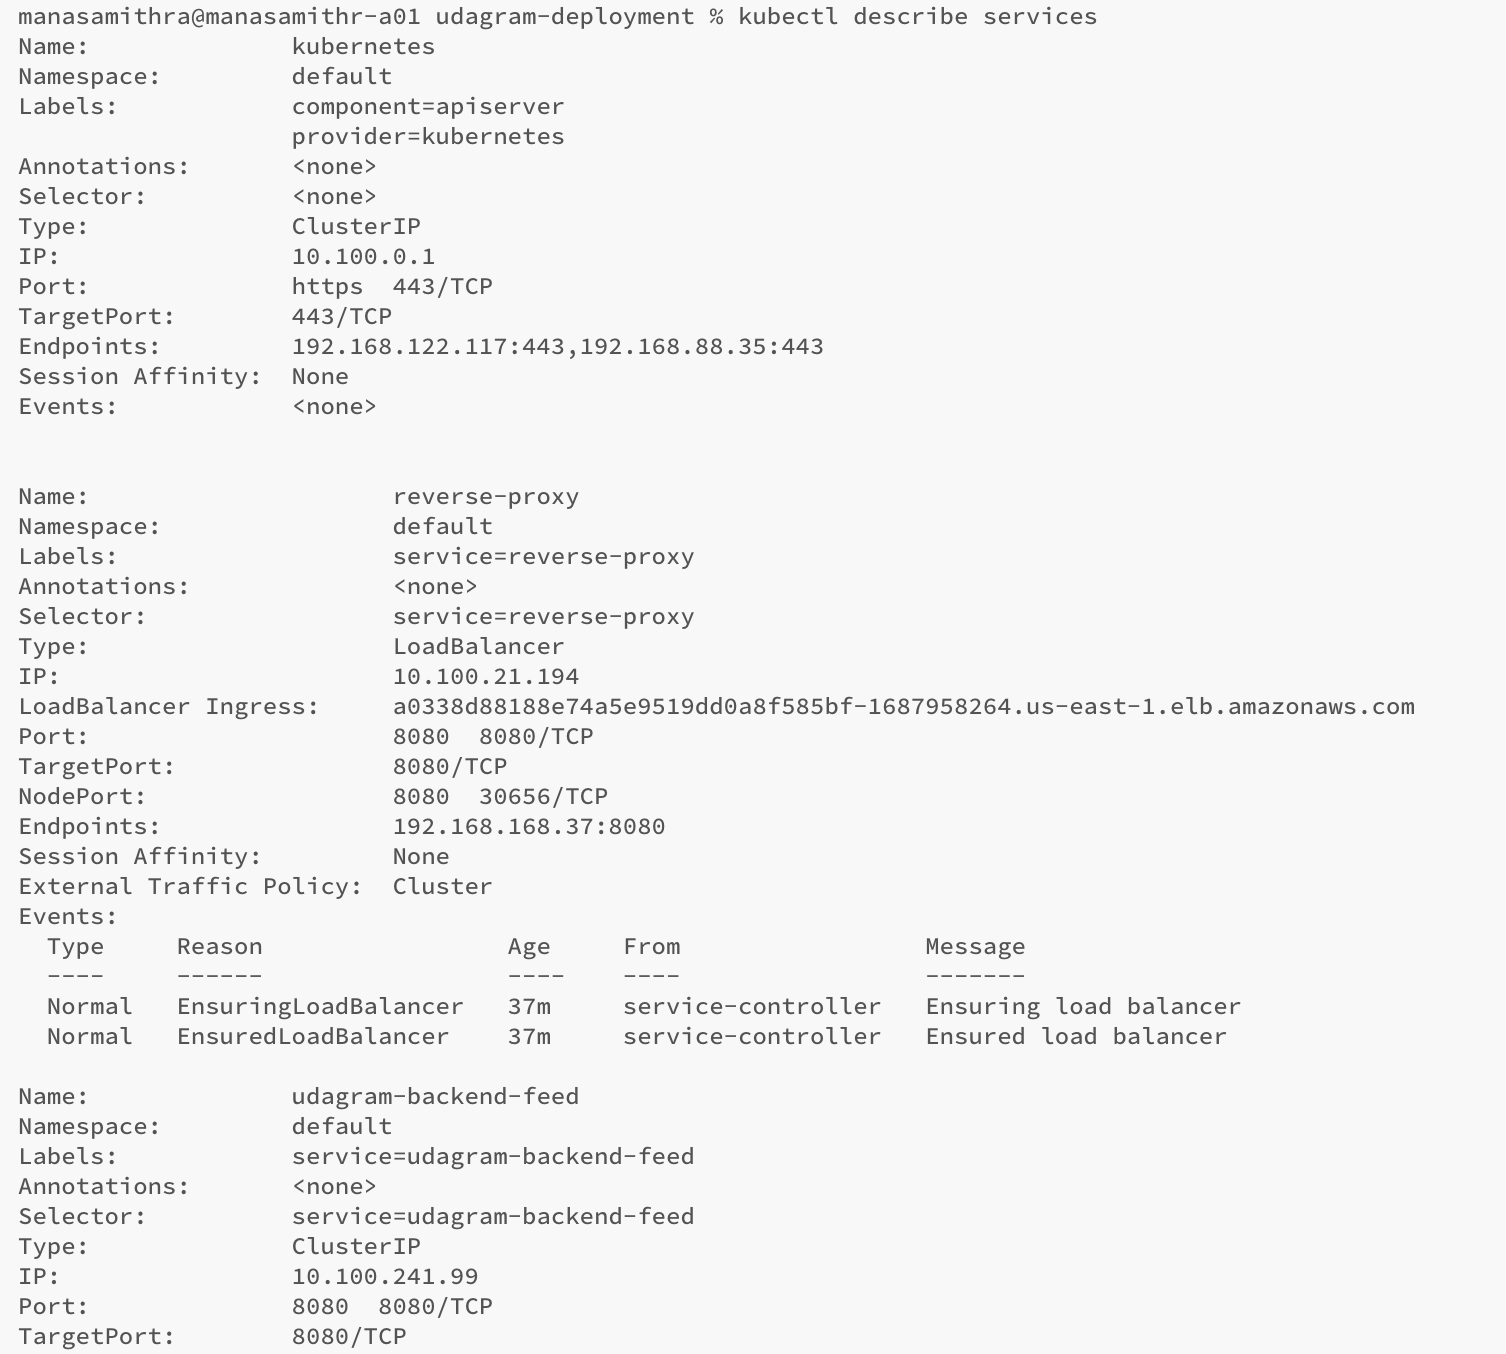 manasamithra@manasamithr-a01 udagram-deployment % kubectl describe services
Name:              kubernetes
Namespace:         default
Labels:            component=apiserver
                   provider=kubernetes
Annotations:       <none>
Selector:          <none>
Type:              ClusterIP
IP:                10.100.0.1
Port:              https  443/TCP
TargetPort:        443/TCP
Endpoints:         192.168.122.117:443,192.168.88.35:443
Session Affinity:  None
Events:            <none>


Name:                     reverse-proxy
Namespace:                default
Labels:                   service=reverse-proxy
Annotations:              <none>
Selector:                 service=reverse-proxy
Type:                     LoadBalancer
IP:                       10.100.21.194
LoadBalancer Ingress:     a0338d88188e74a5e9519dd0a8f585bf-1687958264.us-east-1.elb.amazonaws.com
Port:                     8080  8080/TCP
TargetPort:               8080/TCP
NodePort:                 8080  30656/TCP
Endpoints:                192.168.168.37:8080
Session Affinity:         None
External Traffic Policy:  Cluster
Events:
  Type     Reason                 Age     From                 Message
  ----     ------                 ----    ----                 -------
  Normal   EnsuringLoadBalancer   37m     service-controller   Ensuring load balancer
  Normal   EnsuredLoadBalancer    37m     service-controller   Ensured load balancer

Name:              udagram-backend-feed
Namespace:         default
Labels:            service=udagram-backend-feed
Annotations:       <none>
Selector:          service=udagram-backend-feed
Type:              ClusterIP
IP:                10.100.241.99
Port:              8080  8080/TCP
TargetPort:        8080/TCP